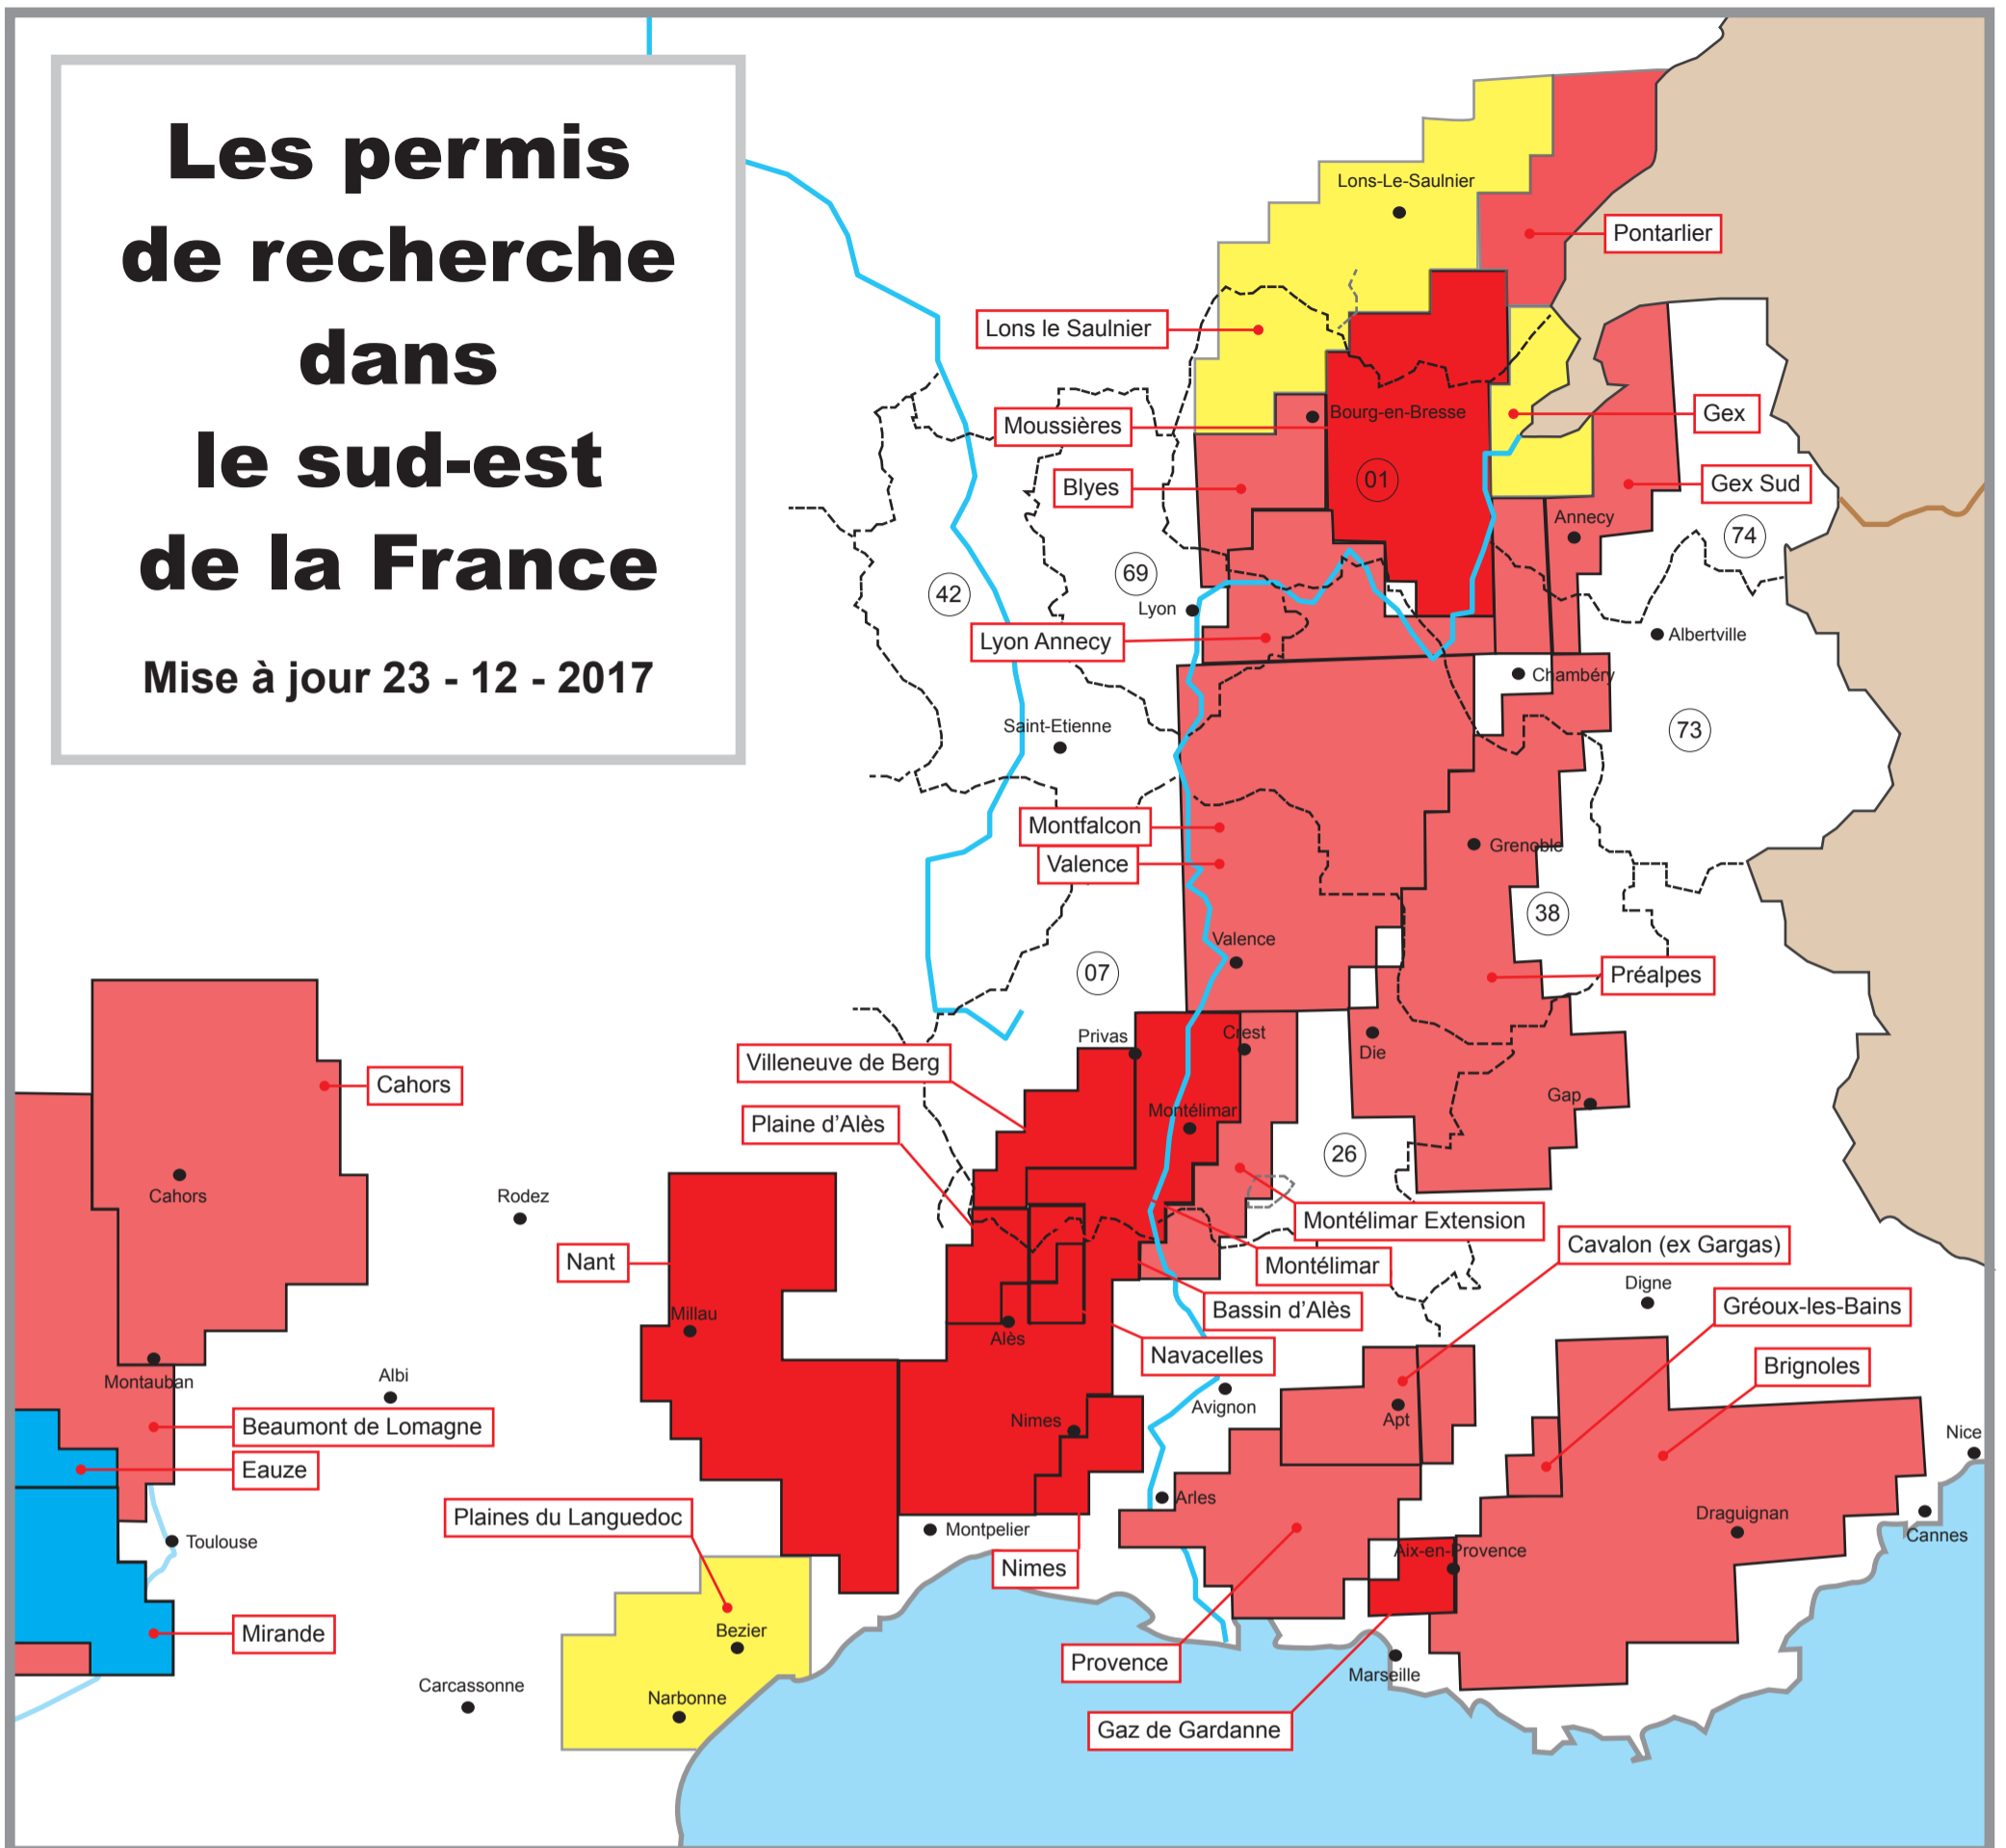 Les permis
de recherche
dans
le sud-est
de la France
Mise à jour 23 - 12 - 2017
Lons-Le-Saulnier
Pontarlier
Lons le Saulnier
Moussières
Bourg-en-Bresse
Gex
Blyes
01
Gex Sud
Annecy
74
69
42
Lyon
Lyon Annecy
Albertville
Chambéry
Saint-Etienne
73
Montfalcon
Grenoble
Valence
38
Valence
07
Préalpes
Privas
Crest
Die
Villeneuve de Berg
Cahors
Gap
Montélimar
Plaine d'Alès
26
Cahors
Rodez
Montélimar Extension
Cavalon (ex Gargas)
Nant
Montélimar
Digne
Millau
Bassin d'Alès
Gréoux-les-Bains
Alès
Navacelles
Brignoles
Montauban
Albi
Avignon
Apt
Beaumont de Lomagne
Nimes
Nice
Eauze
Arles
Plaines du Languedoc
Draguignan
Montpelier
Cannes
Toulouse
Aix-en-Provence
Nimes
Mirande
Bezier
Provence
Marseille
Carcassonne
Narbonne
Gaz de Gardanne